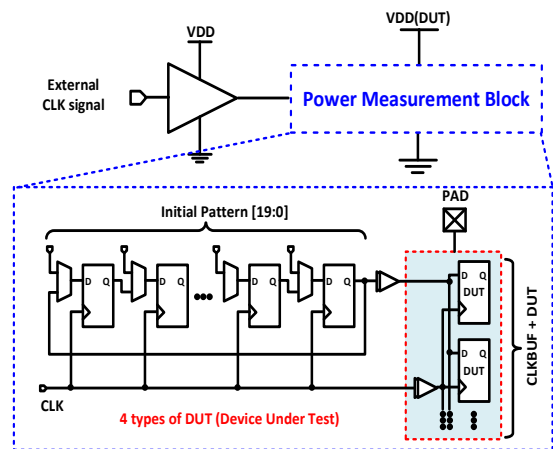 VDD
VDD(DUT)
External
CLK signal
Power Measurement Block
Initial Pattern [19:0]
PAD
D Q
D Q
D Q
D Q
D Q
DUT
D Q
DUT
CLKBUF + DUT
CLK
4 types of DUT (Device Under Test)